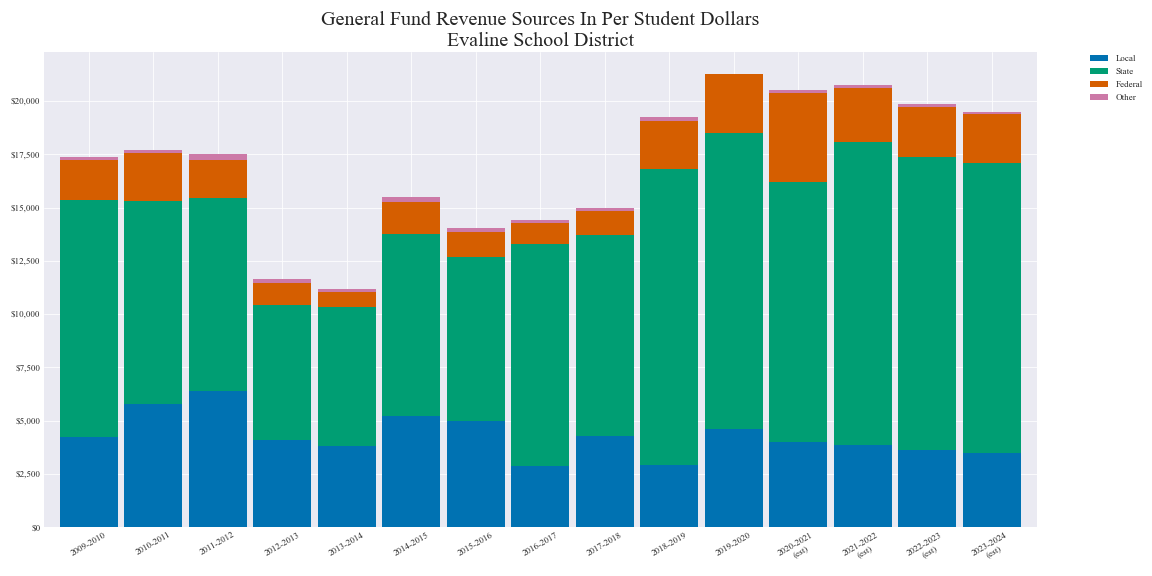 General Fund Revenue Sources In Per Student Dollars
Evaline School District
Local
State
Federal
Other
$20,000
$17,500
$15,000
$12,500
$10,000
$7,500
$5,000
$2,500
$0
2009-2010
2010-2011
2011-2012
2012-2013
2013-2014
2014-2015
2015-2016
2016-2017
2017-2018
2018-2019
2019-2020
2020-2021
(est)
2021-2022
(est)
2022-2023
(est)
2023-2024
(est)